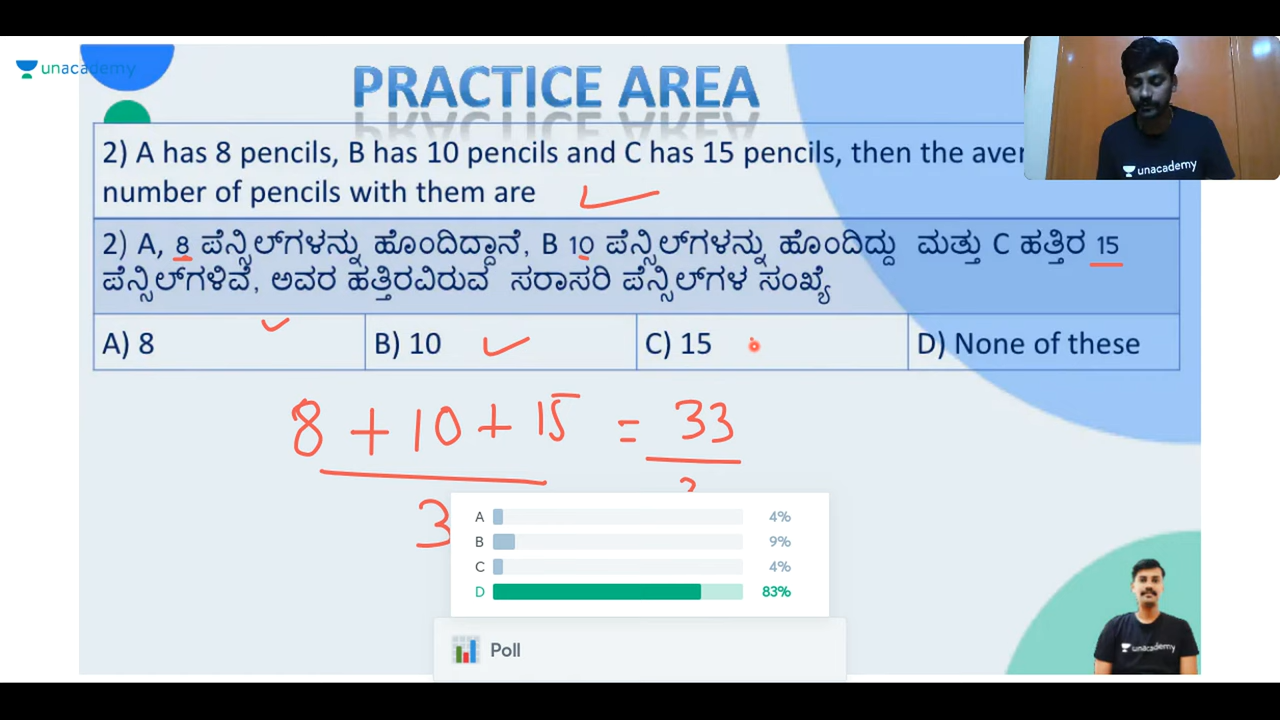 unacademy
PRACTICE AREA
unacademy
2) A has 8 pencils, B has 10 pencils and C has 15 pencils, then the aver
number of pencils with them are
2) A, 8 ಪೆನ್ಸಿಲ್‌ಗಳನ್ನು ಹೊಂದಿದ್ದಾನೆ, B 10 ಪೆನ್ಸಿಲ್‌ಗಳನ್ನು ಹೊಂದಿದ್ದು ಮತ್ತು C ಹತ್ತಿರ 15
ಪೆನ್ಸಿಲ್‌ಗಳಿವೆ, ಅವರ ಹತ್ತಿರವಿರುವ ಸರಾಸರಿ ಪೆನ್ಸಿಲ್‌ಗಳ ಸಂಖ್ಯೆ
A) 8 B) 10 C) 15 D) None of these
8 + 10 + 15 = 33
3
A 4%
B 9%
C 4%
D 83%
Poll
unacademy